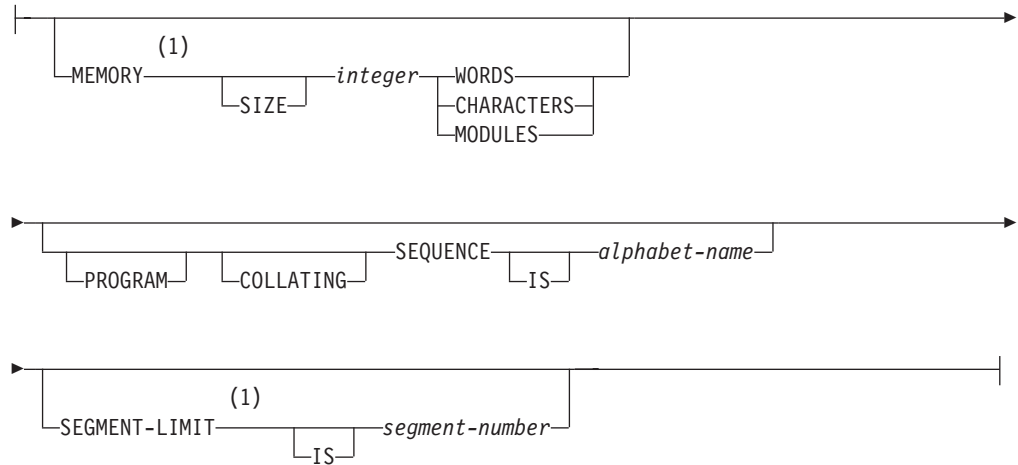 (1)
MEMORY integer WORDS
SIZE CHARACTERS
MODULES
SEQUENCE alphabet-name
PROGRAM COLLATING IS
(1)
SEGMENT-LIMIT segment-number
IS